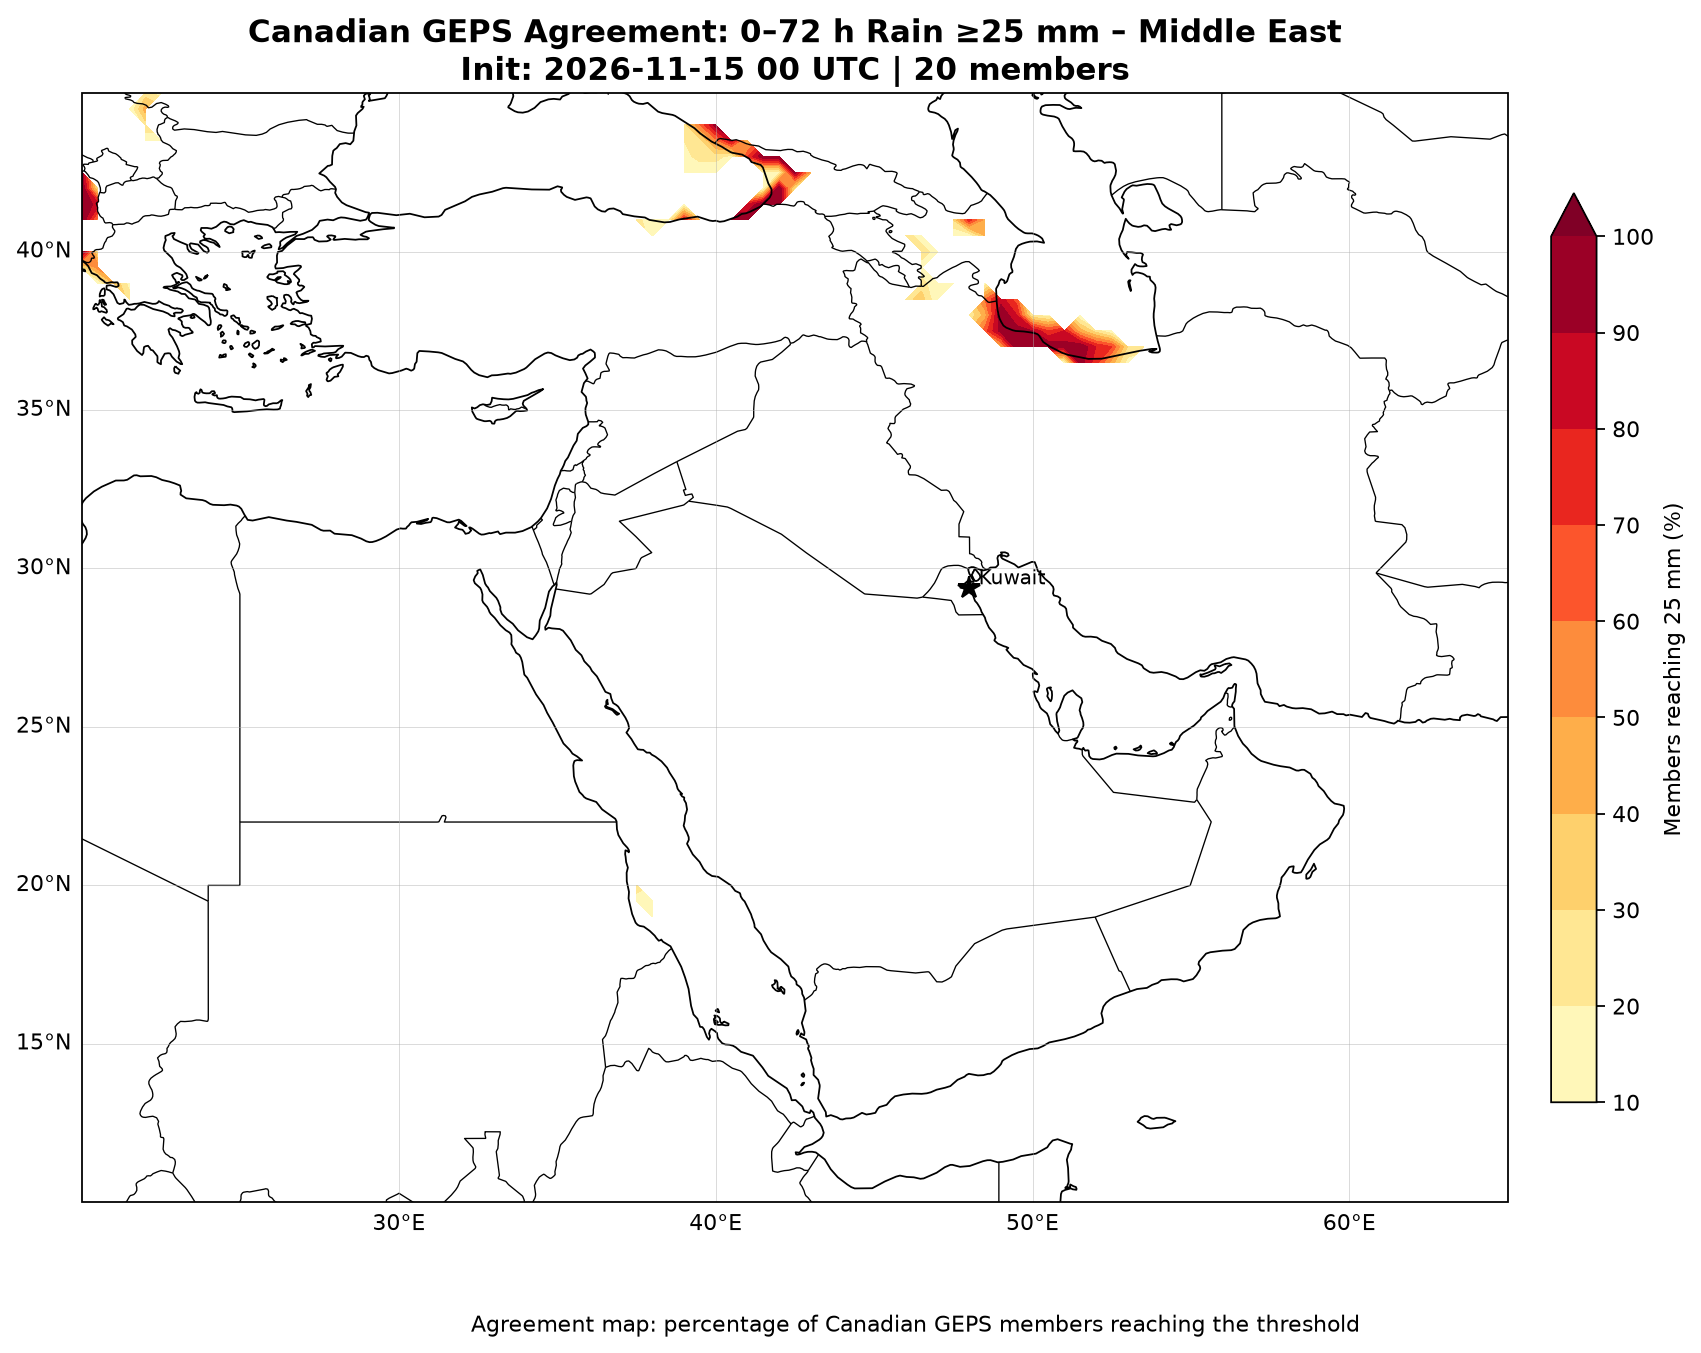 Canadian GEPS Agreement: 0–72 h Rain ≥25 mm – Middle East
Init: 2026-11-15 00 UTC | 20 members
40°N
35°N
30°N
25°N
20°N
15°N
30°E
40°E
50°E
60°E
Kuwait
100
90
80
70
60
50
40
30
20
10
Members reaching 25 mm (%)
Agreement map: percentage of Canadian GEPS members reaching the threshold